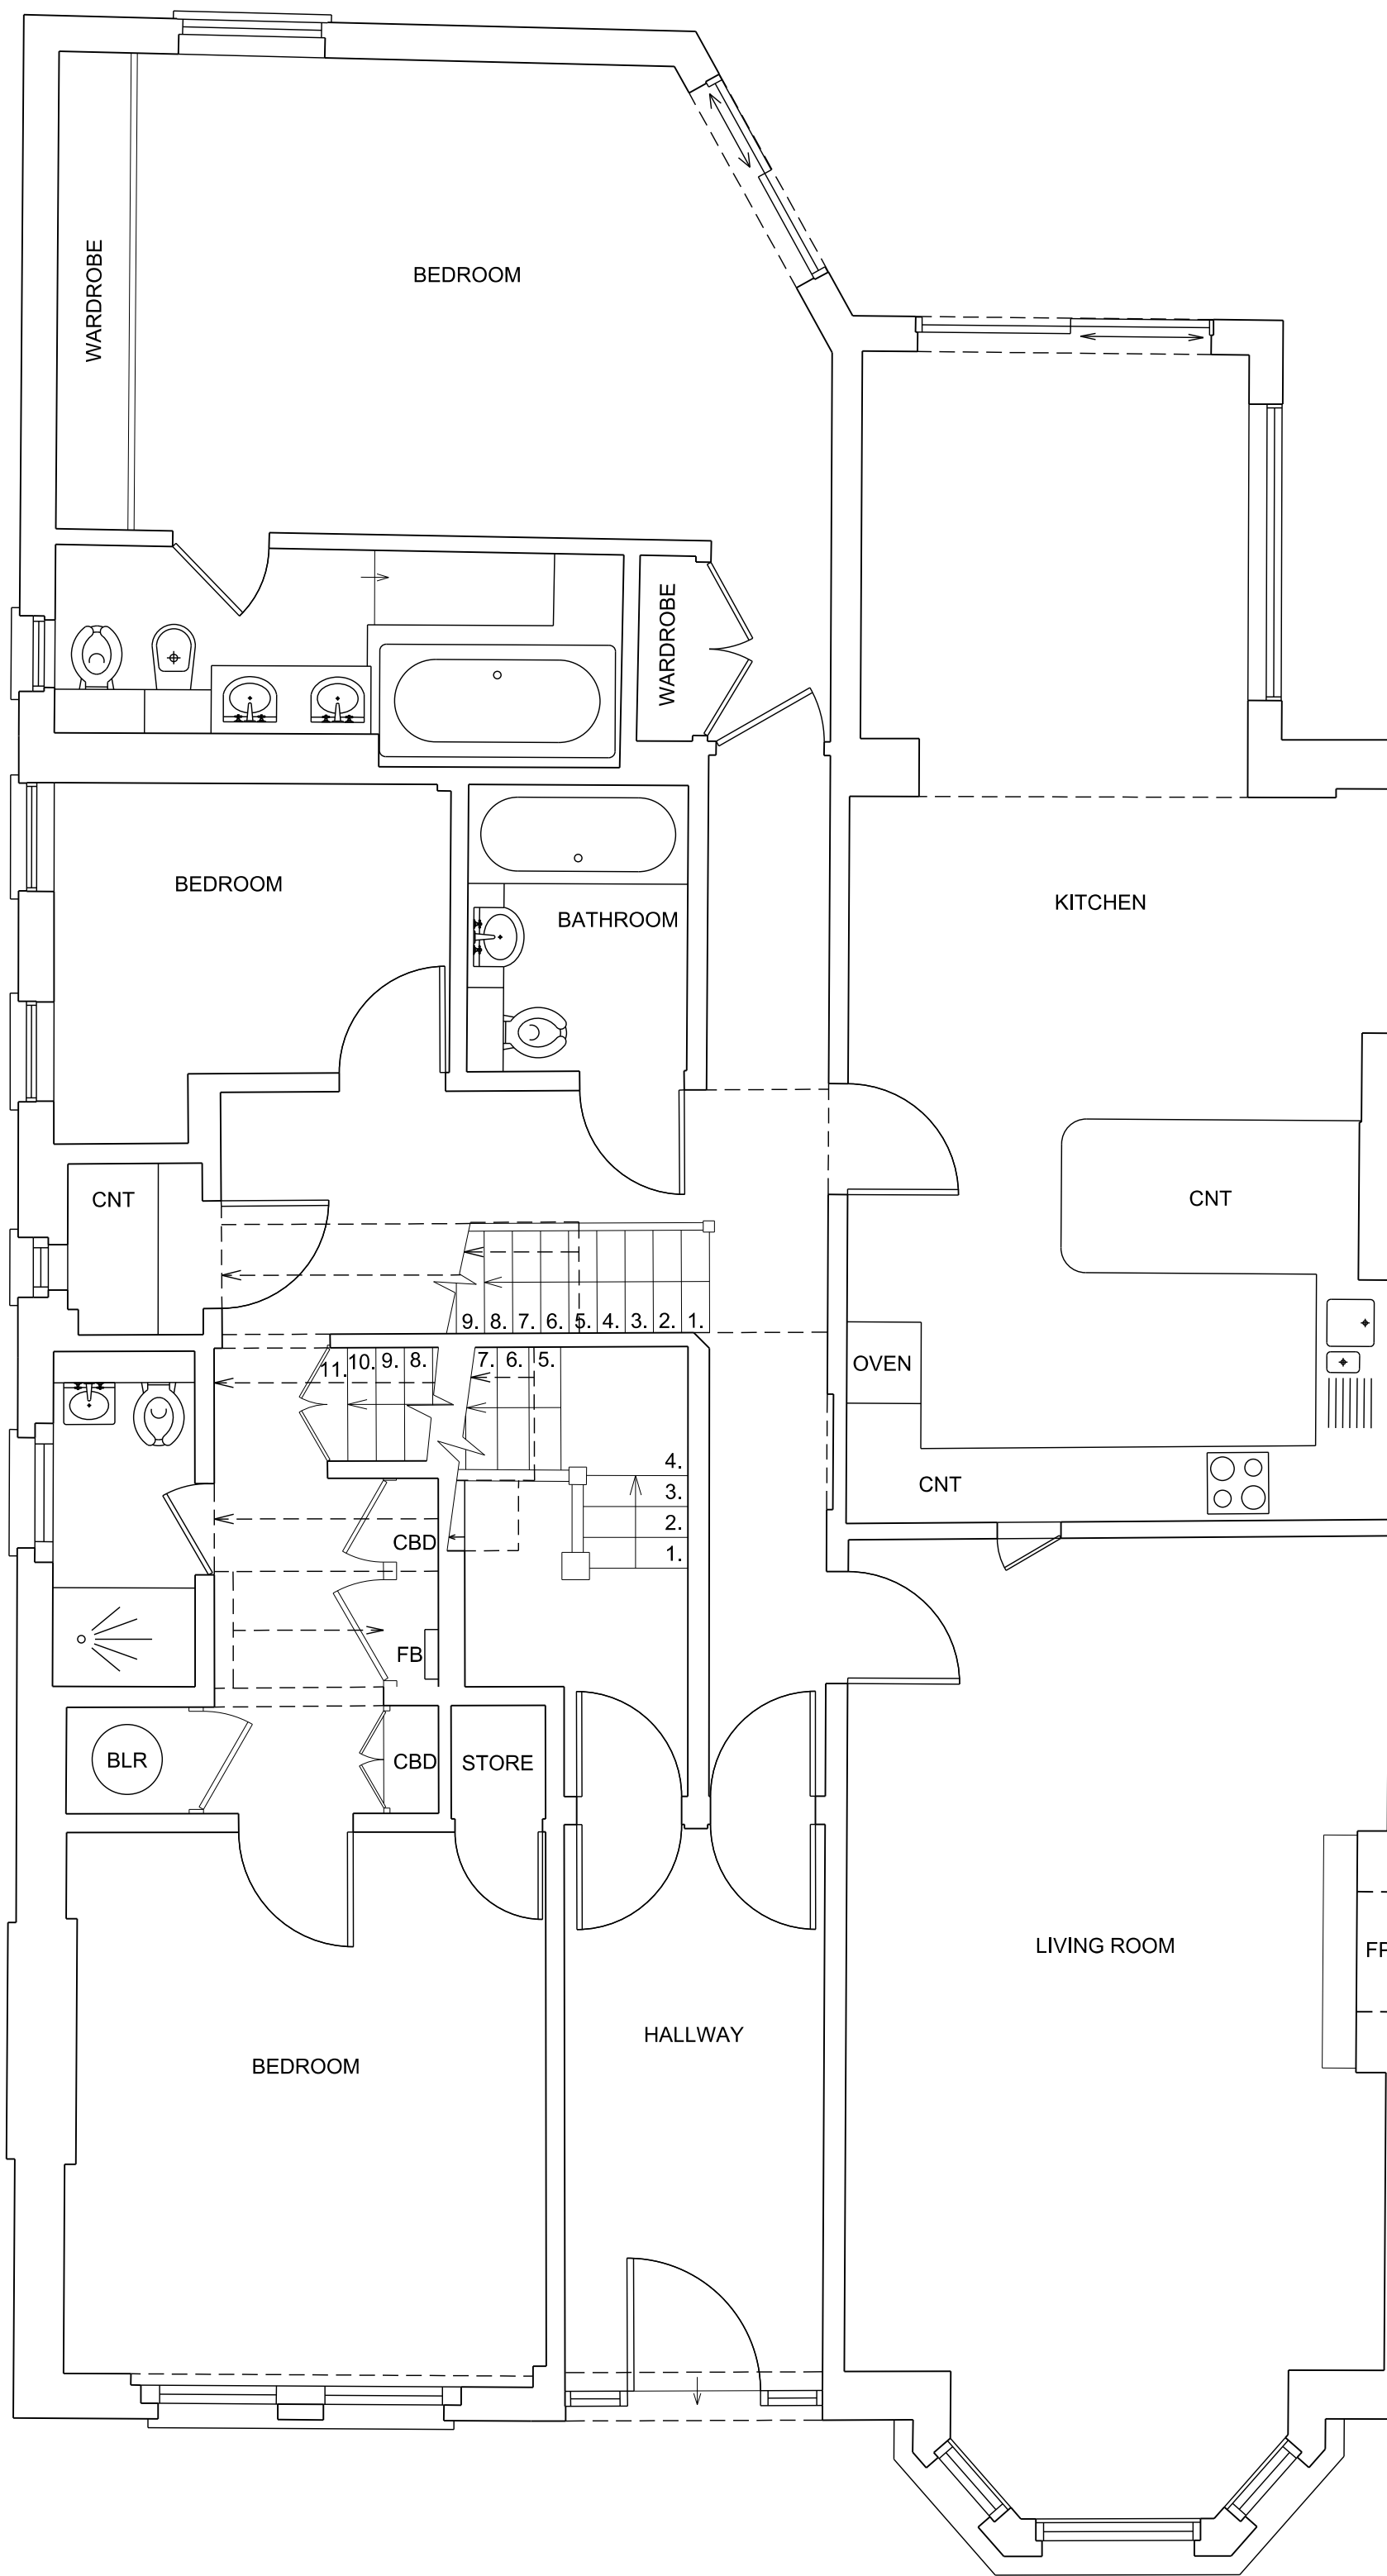 WARDROBE
BEDROOM
WARDROBE
BEDROOM
BATHROOM
KITCHEN
CNT
CNT
9. 8. 7. 6. 5. 4. 3. 2. 1.
11. 10. 9. 8. 7. 6. 5.
OVEN
4.
3.
2.
1.
CNT
CBD
FB
BLR
CBD
STORE
LIVING ROOM
HALLWAY
BEDROOM